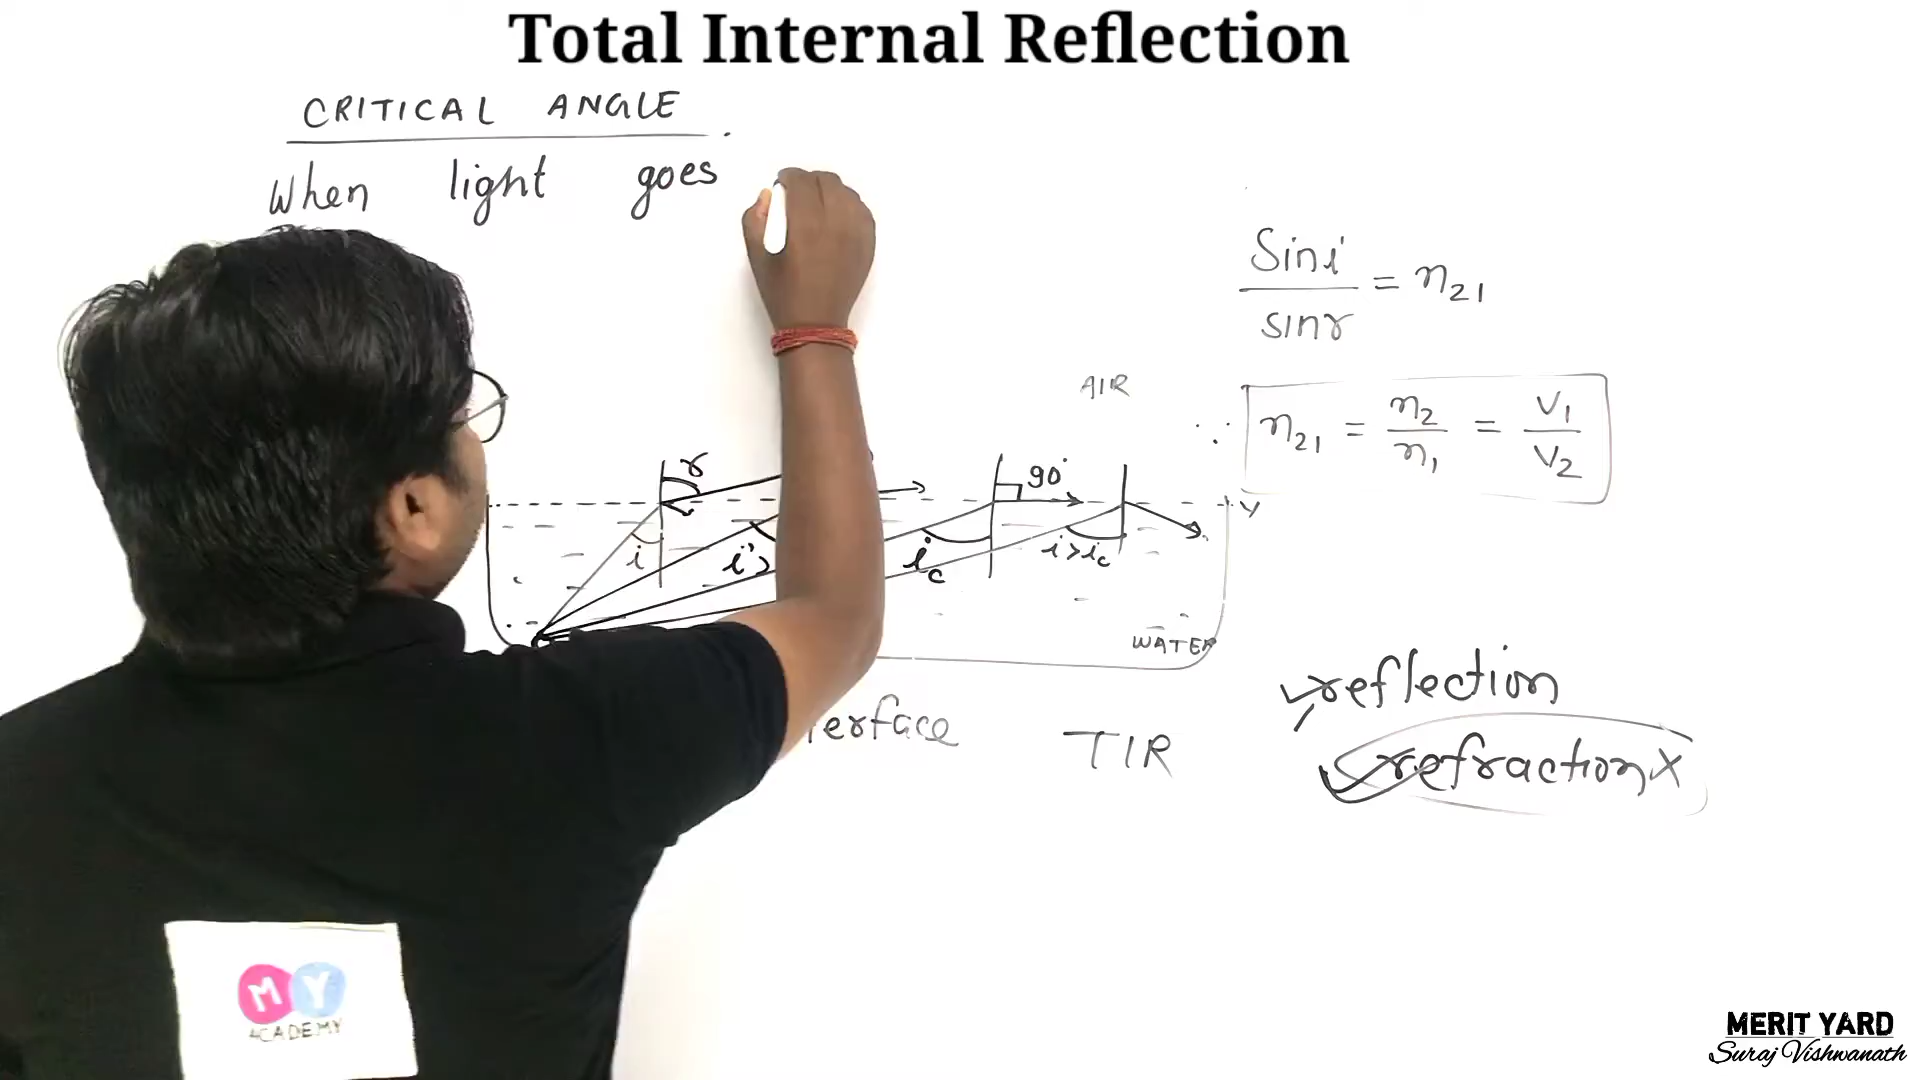 Total Internal Reflection
CRITICAL ANGLE
When light goes
Sin i
sin r
= n21
AIR
∵ n21 = n2 / n1 = V1 / V2
r
90°
Y
i
i'>
ic
i>ic
WATER
erface
TIR
reflection
refraction X
MY
ACADEMY
MERIT YARD
Suraj Vishwanath